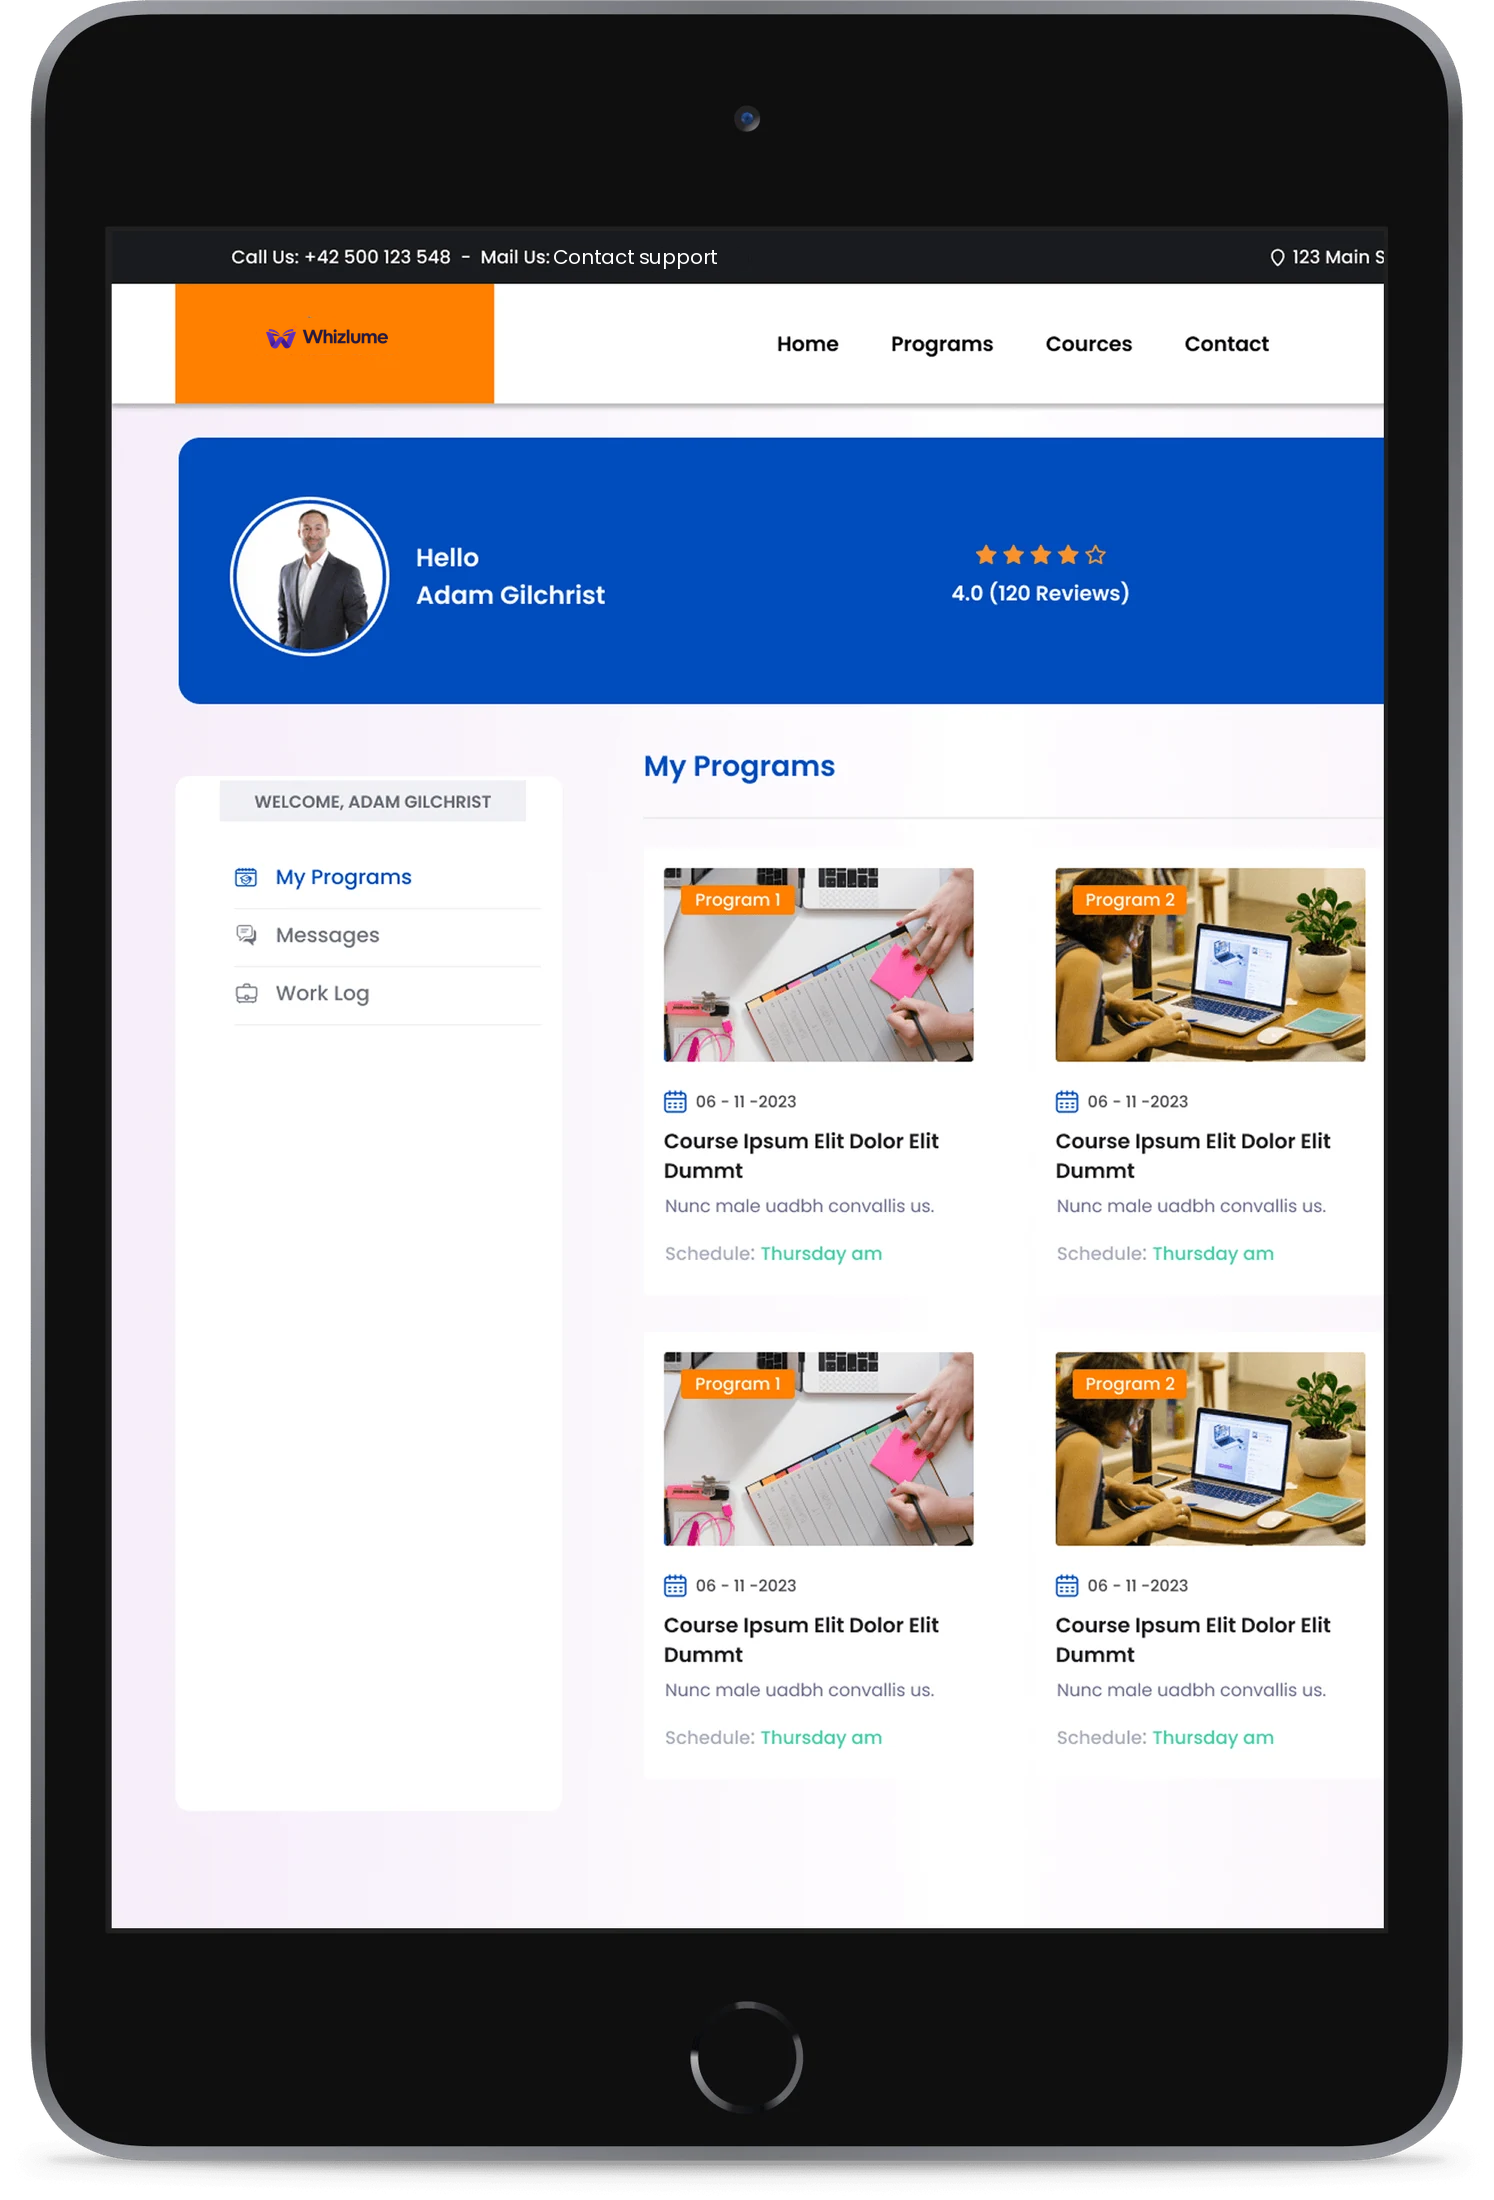 Call Us: +42 500 123 548 - Mail Us: Contact support
123 Main S
Whizlume
Home Programs Cources Contact
Hello
Adam Gilchrist
4.0 (120 Reviews)
WELCOME, ADAM GILCHRIST
My Programs
Messages
Work Log
My Programs
Program 1
06 - 11 -2023
Course Ipsum Elit Dolor Elit
Dummt
Nunc male uadbh convallis us.
Schedule: Thursday am
Program 2
06 - 11 -2023
Course Ipsum Elit Dolor Elit
Dummt
Nunc male uadbh convallis us.
Schedule: Thursday am
Program 1
06 - 11 -2023
Course Ipsum Elit Dolor Elit
Dummt
Nunc male uadbh convallis us.
Schedule: Thursday am
Program 2
06 - 11 -2023
Course Ipsum Elit Dolor Elit
Dummt
Nunc male uadbh convallis us.
Schedule: Thursday am